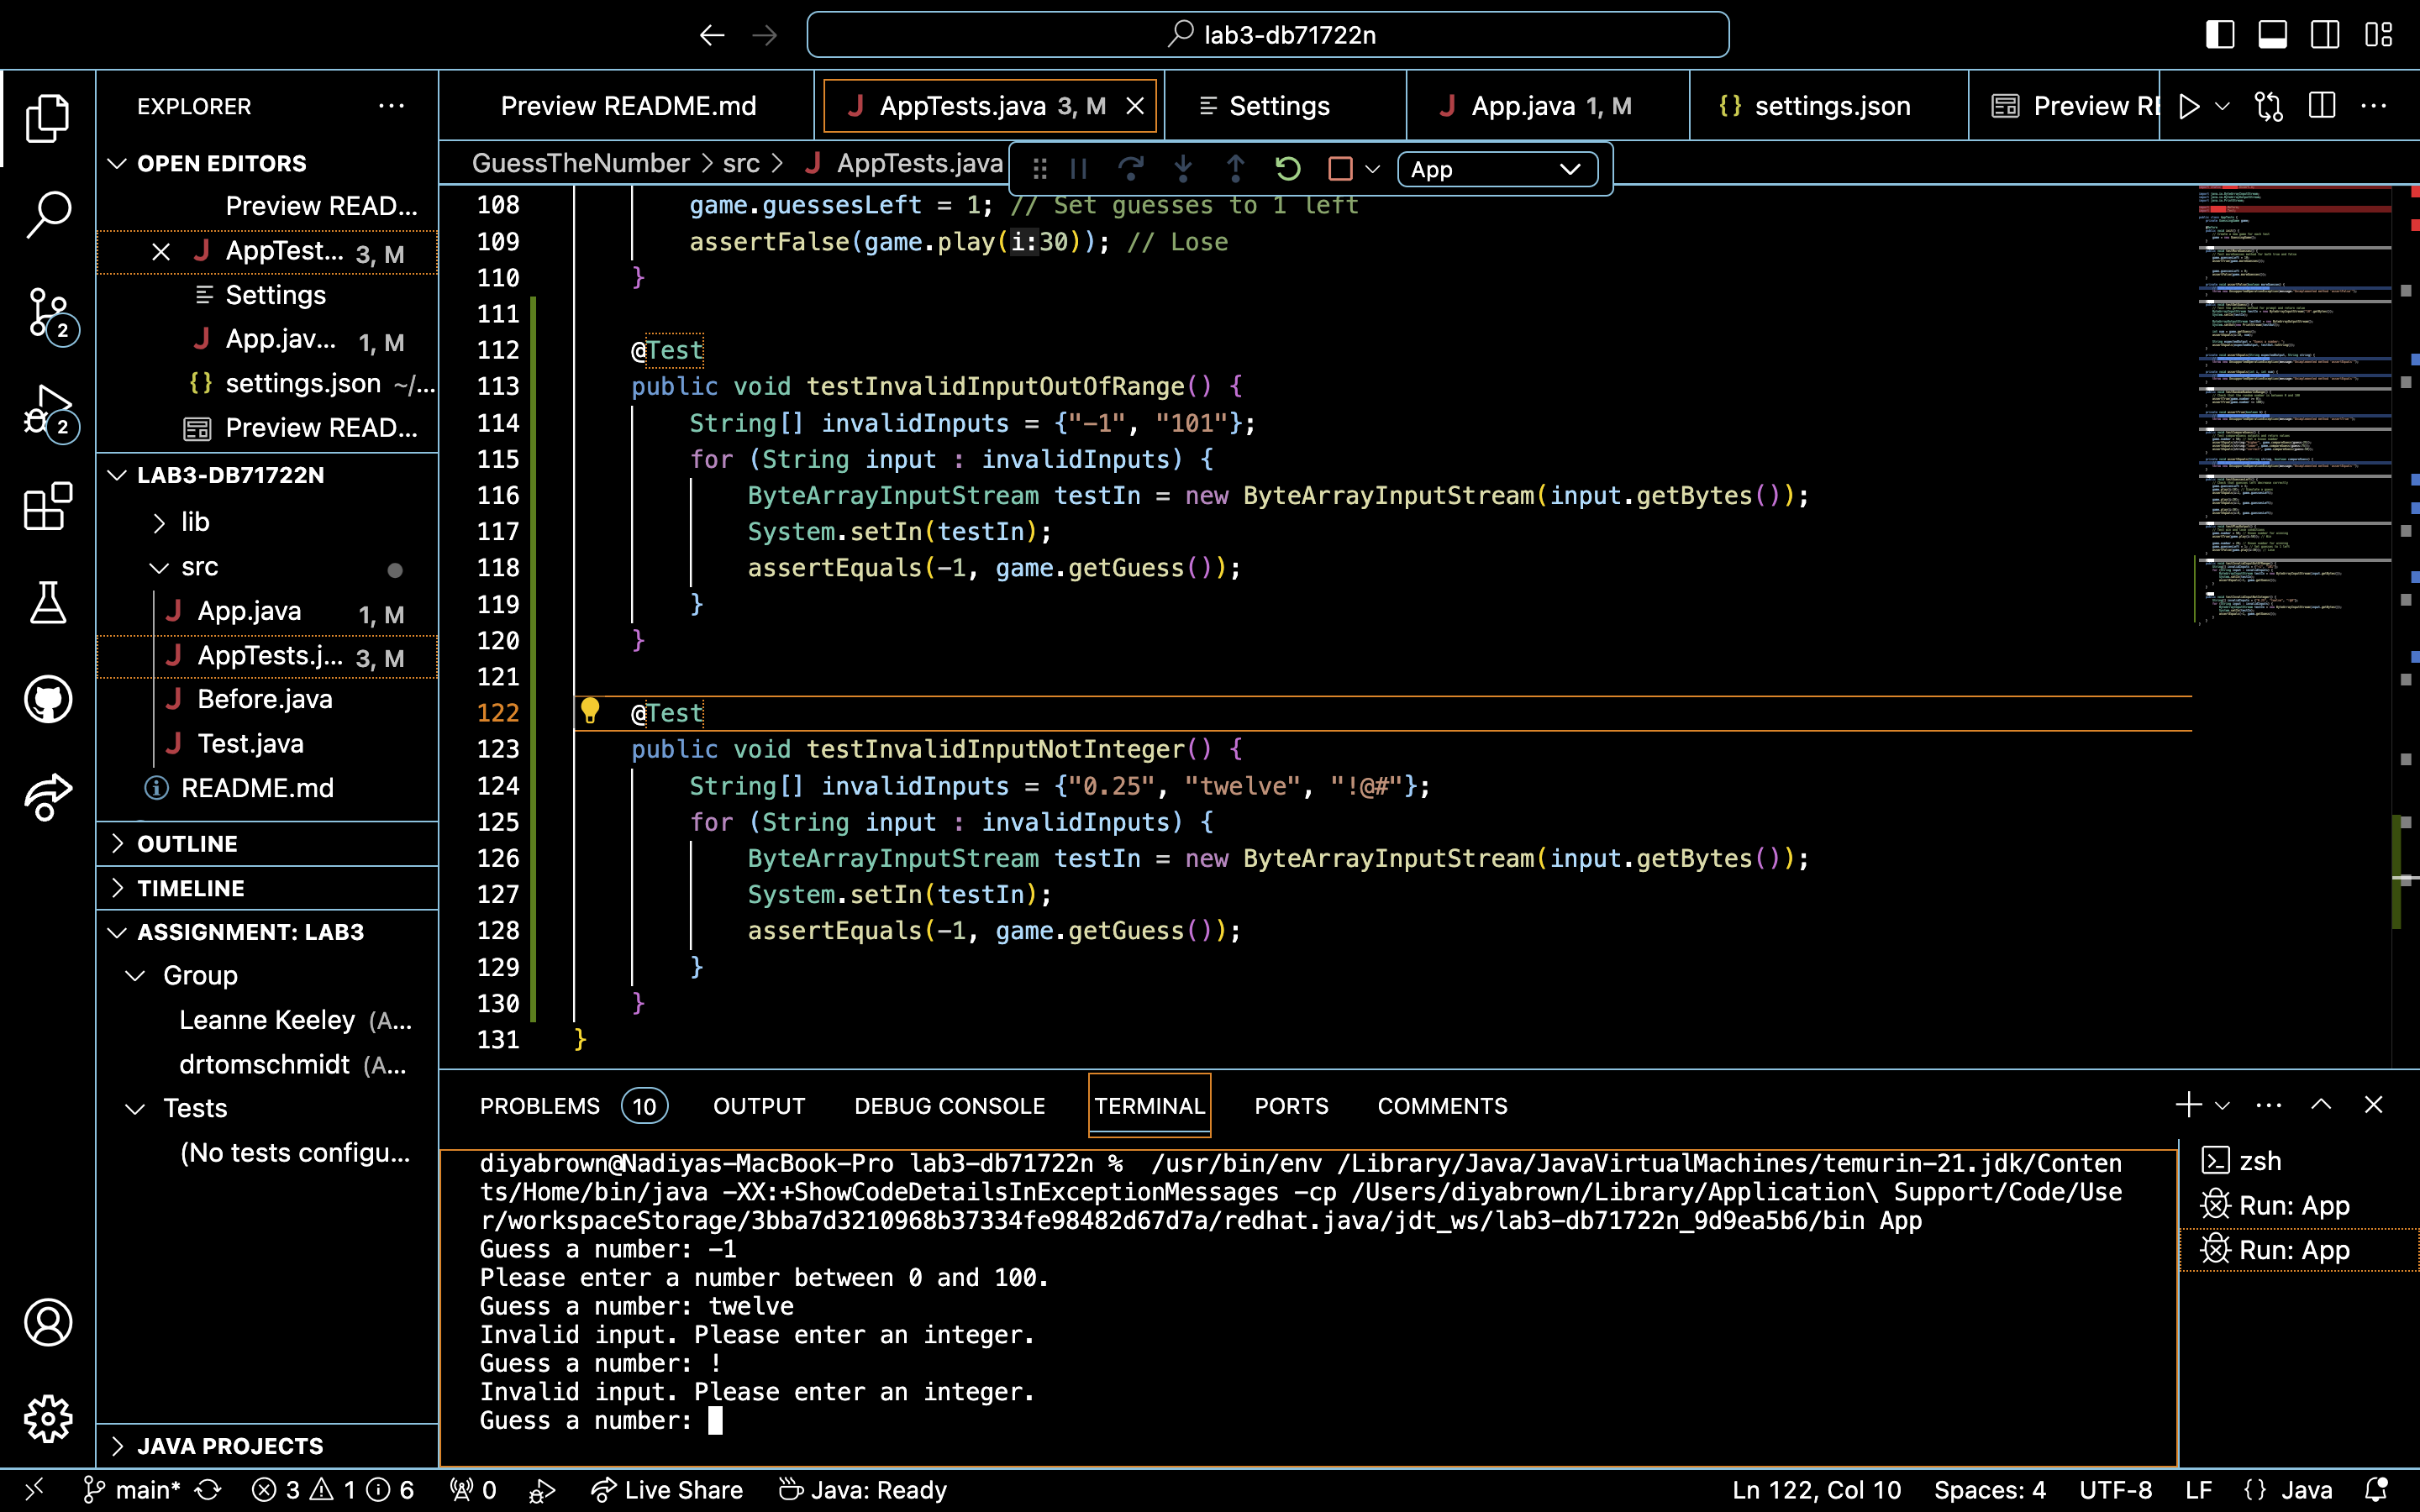 lab3-db71722n
EXPLORER
OPEN EDITORS
Preview READ...
AppTest... 3, M
Settings
App.jav... 1, M
settings.json ~/...
Preview READ...
LAB3-DB71722N
lib
src
App.java 1, M
AppTests.j... 3, M
Before.java
Test.java
README.md
OUTLINE
TIMELINE
ASSIGNMENT: LAB3
Group
Leanne Keeley (A...
drtomschmidt (A...
Tests
(No tests configu...
JAVA PROJECTS
2
2
Preview README.md
AppTests.java 3, M
Settings
App.java 1, M
settings.json
Preview RE
GuessTheNumber > src > AppTests.java
App
108 game.guessesLeft = 1; // Set guesses to 1 left
109 assertFalse(game.play(i:30)); // Lose
110 }
111
112 @Test
113 public void testInvalidInputOutOfRange() {
114 String[] invalidInputs = {"-1", "101"};
115 for (String input : invalidInputs) {
116 ByteArrayInputStream testIn = new ByteArrayInputStream(input.getBytes());
117 System.setIn(testIn);
118 assertEquals(-1, game.getGuess());
119 }
120 }
121
122 @Test
123 public void testInvalidInputNotInteger() {
124 String[] invalidInputs = {"0.25", "twelve", "!@#"};
125 for (String input : invalidInputs) {
126 ByteArrayInputStream testIn = new ByteArrayInputStream(input.getBytes());
127 System.setIn(testIn);
128 assertEquals(-1, game.getGuess());
129 }
130 }
131 }
PROBLEMS 10 OUTPUT DEBUG CONSOLE TERMINAL PORTS COMMENTS
diyabrown@Nadiyas-MacBook-Pro lab3-db71722n % /usr/bin/env /Library/Java/JavaVirtualMachines/temurin-21.jdk/Conten
ts/Home/bin/java -XX:+ShowCodeDetailsInExceptionMessages -cp /Users/diyabrown/Library/Application\ Support/Code/Use
r/workspaceStorage/3bba7d3210968b37334fe98482d67d7a/redhat.java/jdt_ws/lab3-db71722n_9d9ea5b6/bin App
Guess a number: -1
Please enter a number between 0 and 100.
Guess a number: twelve
Invalid input. Please enter an integer.
Guess a number: !
Invalid input. Please enter an integer.
Guess a number:
zsh
Run: App
Run: App
main* 3 1 6 0 Live Share Java: Ready Ln 122, Col 10 Spaces: 4 UTF-8 LF {} Java